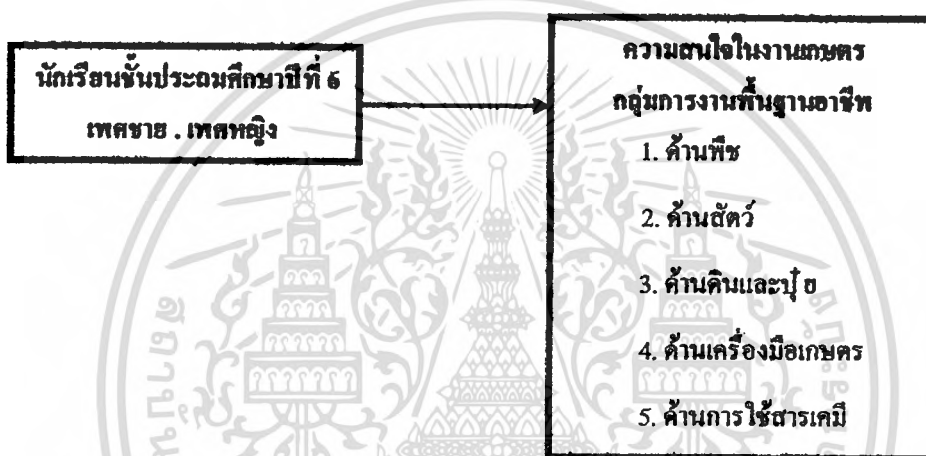 นักเรียนชั้นประถมศึกษาปีที่ 6
เพศชาย . เพศหญิง
ความสนใจในงานเกษตร
กลุ่มการงานพื้นฐานอาชีพ
1. ด้านพืช
2. ด้านสัตว์
3. ด้านดินและปุ๋ย
4. ด้านเครื่องมือเกษตร
5. ด้านการใช้สารเคมี